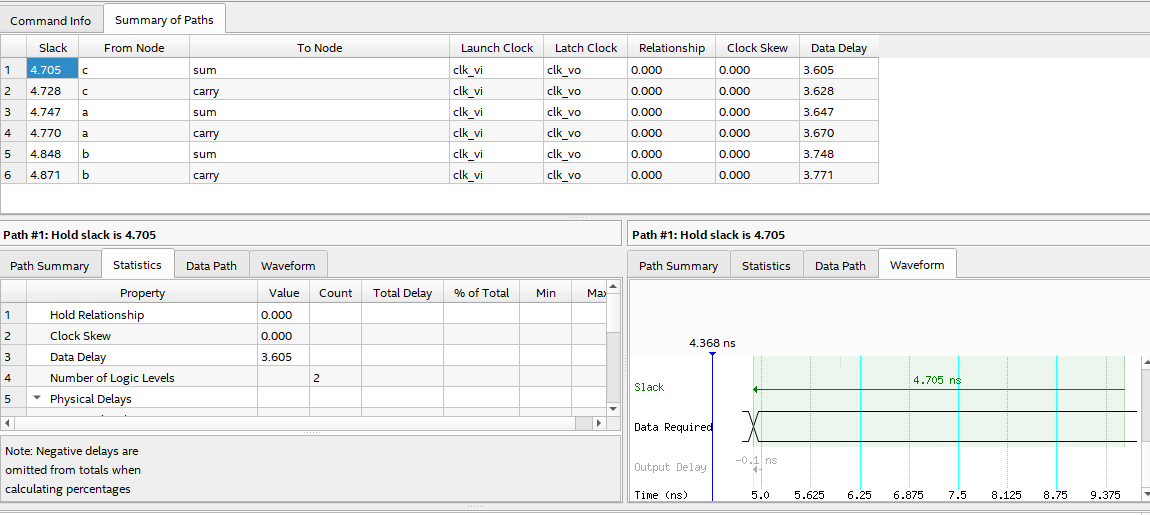 Command Info Summary of Paths
Slack From Node To Node Launch Clock Latch Clock Relationship Clock Skew Data Delay
1 4.705 c sum clk_vi clk_vo 0.000 0.000 3.605
2 4.728 c carry clk_vi clk_vo 0.000 0.000 3.628
3 4.747 a sum clk_vi clk_vo 0.000 0.000 3.647
4 4.770 a carry clk_vi clk_vo 0.000 0.000 3.670
5 4.848 b sum clk_vi clk_vo 0.000 0.000 3.748
6 4.871 b carry clk_vi clk_vo 0.000 0.000 3.771
Path #1: Hold slack is 4.705
Path Summary Statistics Data Path Waveform
Property Value Count Total Delay % of Total Min Max
1 Hold Relationship 0.000
2 Clock Skew 0.000
3 Data Delay 3.605
4 Number of Logic Levels 2
5 Physical Delays
Note: Negative delays are
omitted from totals when
calculating percentages
Path #1: Hold slack is 4.705
Path Summary Statistics Data Path Waveform
4.368 ns
Slack 4.705 ns
Data Required
Output Delay -0.1 ns
Time (ns) 5.0 5.625 6.25 6.875 7.5 8.125 8.75 9.375